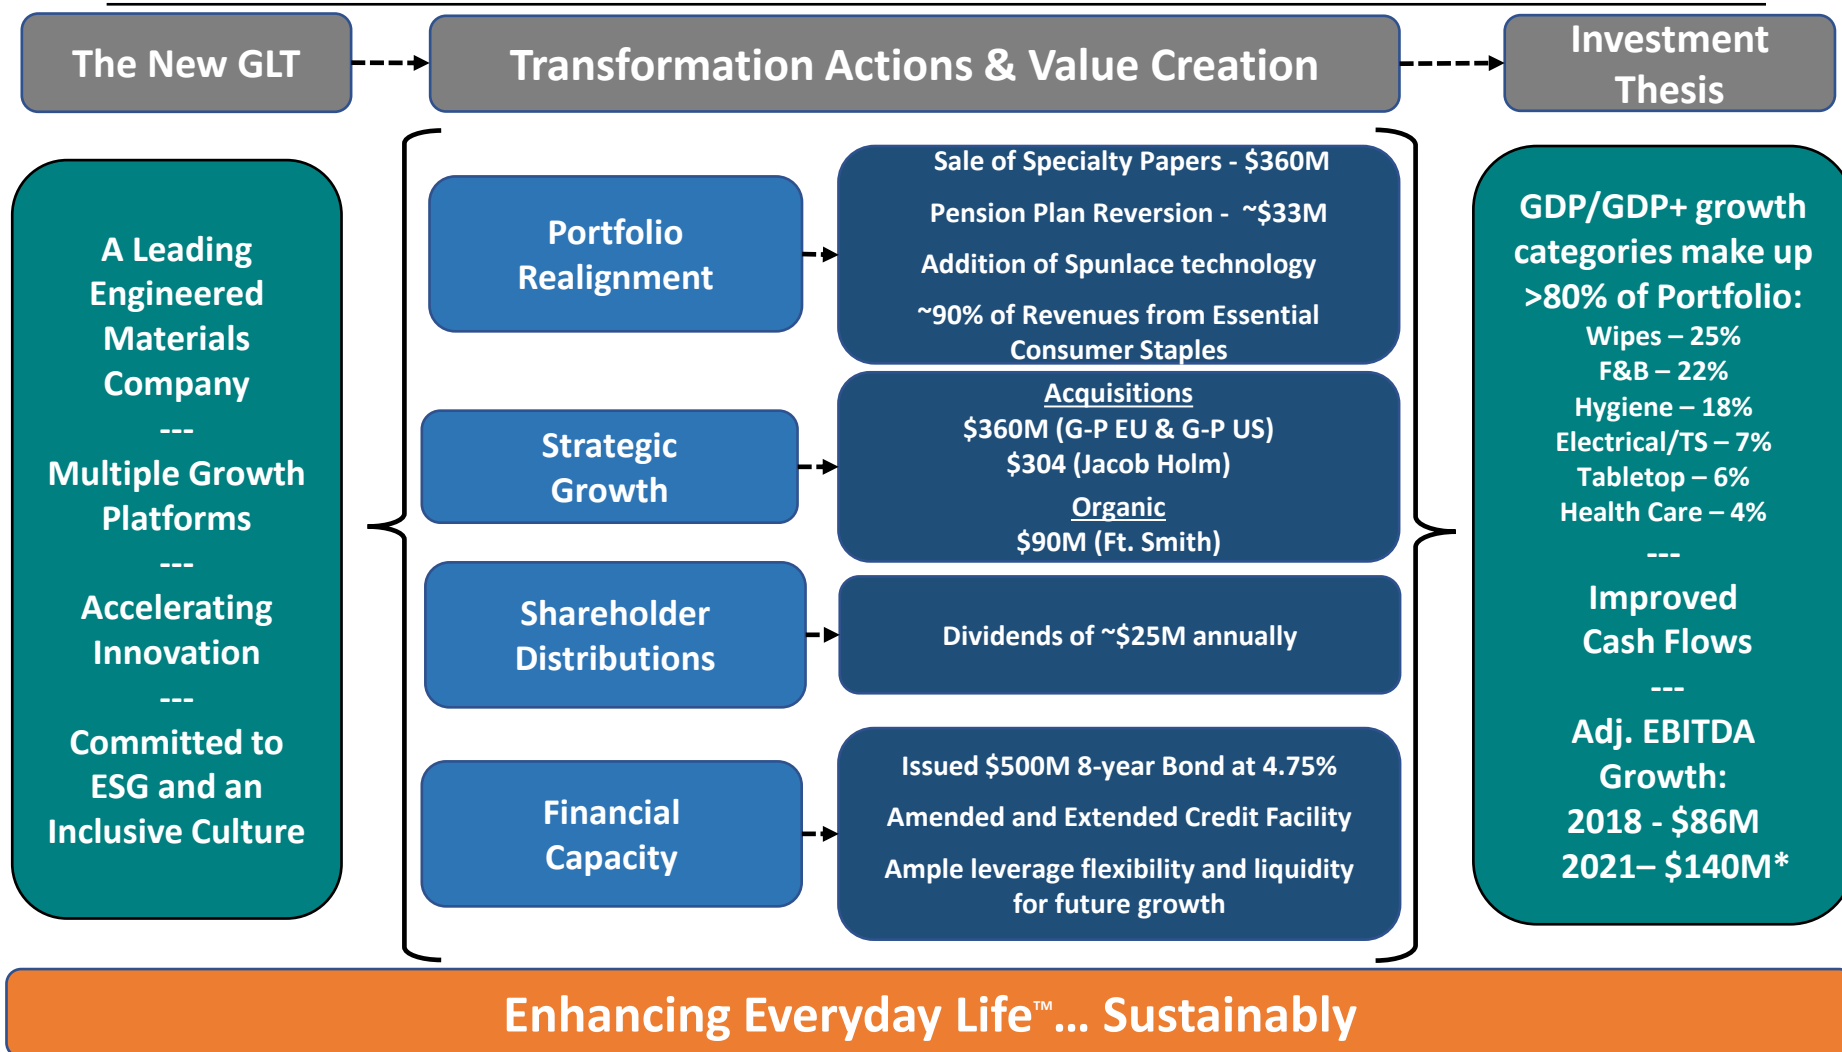 The New GLT
Transformation Actions & Value Creation
Investment
Thesis
A Leading
Engineered
Materials
Company
---
Multiple Growth
Platforms
---
Accelerating
Innovation
---
Committed to
ESG and an
Inclusive Culture
Portfolio
Realignment
Sale of Specialty Papers - $360M
Pension Plan Reversion - ~$33M
Addition of Spunlace technology
~90% of Revenues from Essential
Consumer Staples
Strategic
Growth
Acquisitions
$360M (G-P EU & G-P US)
$304 (Jacob Holm)
Organic
$90M (Ft. Smith)
Shareholder
Distributions
Dividends of ~$25M annually
Financial
Capacity
Issued $500M 8-year Bond at 4.75%
Amended and Extended Credit Facility
Ample leverage flexibility and liquidity
for future growth
GDP/GDP+ growth
categories make up
>80% of Portfolio:
Wipes – 25%
F&B – 22%
Hygiene – 18%
Electrical/TS – 7%
Tabletop – 6%
Health Care – 4%
---
Improved
Cash Flows
---
Adj. EBITDA
Growth:
2018 - $86M
2021– $140M*
Enhancing Everyday Life™... Sustainably